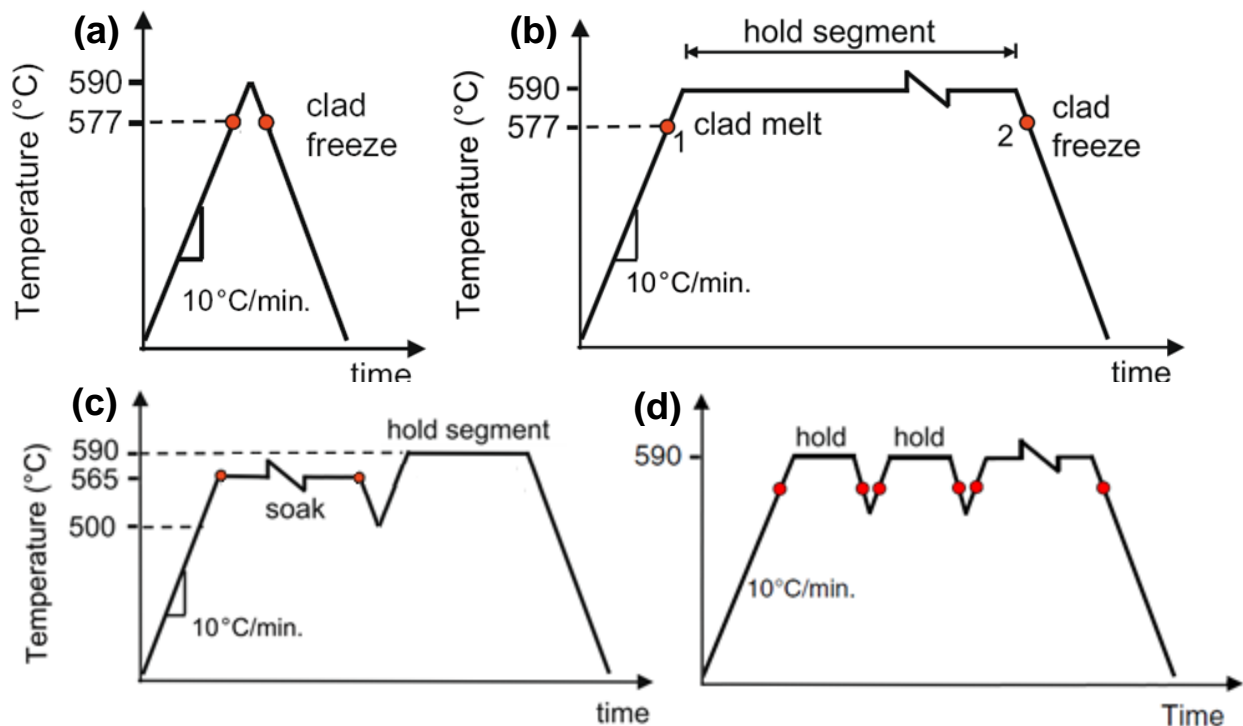 (a)
Temperature (°C)
590
577
clad
freeze
10°C/min.
time
(b)
Temperature (°C)
590
577
hold segment
clad melt
1
2
clad
freeze
10°C/min.
time
(c)
Temperature (°C)
590
565
500
hold segment
soak
10°C/min.
time
(d)
590
hold hold
10°C/min.
Time